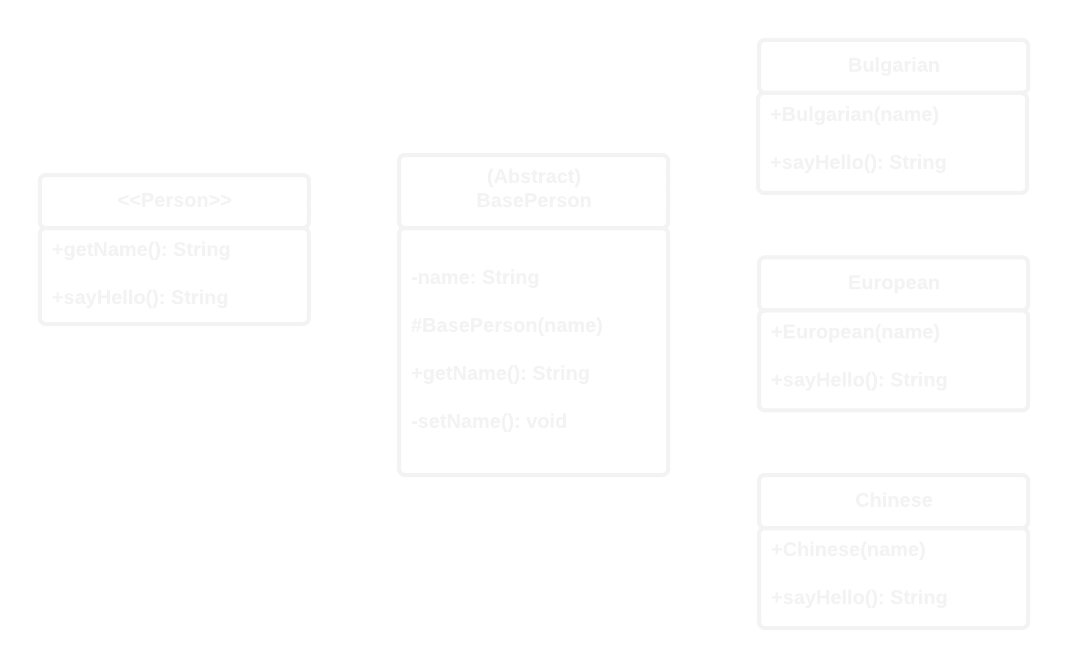 <<Person>>
+getName(): String
+sayHello(): String
(Abstract)
BasePerson
-name: String
#BasePerson(name)
+getName(): String
-setName(): void
Bulgarian
+Bulgarian(name)
+sayHello(): String
European
+European(name)
+sayHello(): String
Chinese
+Chinese(name)
+sayHello(): String